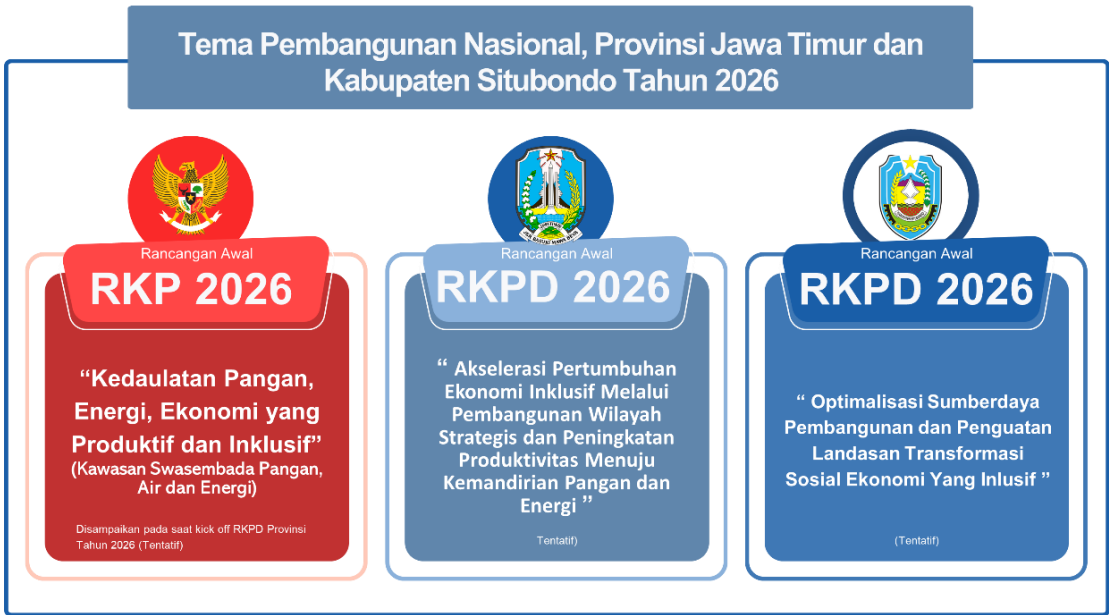 Tema Pembangunan Nasional, Provinsi Jawa Timur dan
Kabupaten Situbondo Tahun 2026
Rancangan Awal
RKP 2026
“Kedaulatan Pangan,
Energi, Ekonomi yang
Produktif dan Inklusif”
(Kawasan Swasembada Pangan,
Air dan Energi)
Disampaikan pada saat kick off RKPD Provinsi
Tahun 2026 (Tentatif)
Rancangan Awal
RKPD 2026
“ Akselerasi Pertumbuhan
Ekonomi Inklusif Melalui
Pembangunan Wilayah
Strategis dan Peningkatan
Produktivitas Menuju
Kemandirian Pangan dan
Energi ”
Tentatif)
Rancangan Awal
RKPD 2026
“ Optimalisasi Sumberdaya
Pembangunan dan Penguatan
Landasan Transformasi
Sosial Ekonomi Yang Inlusif ”
(Tentatif)